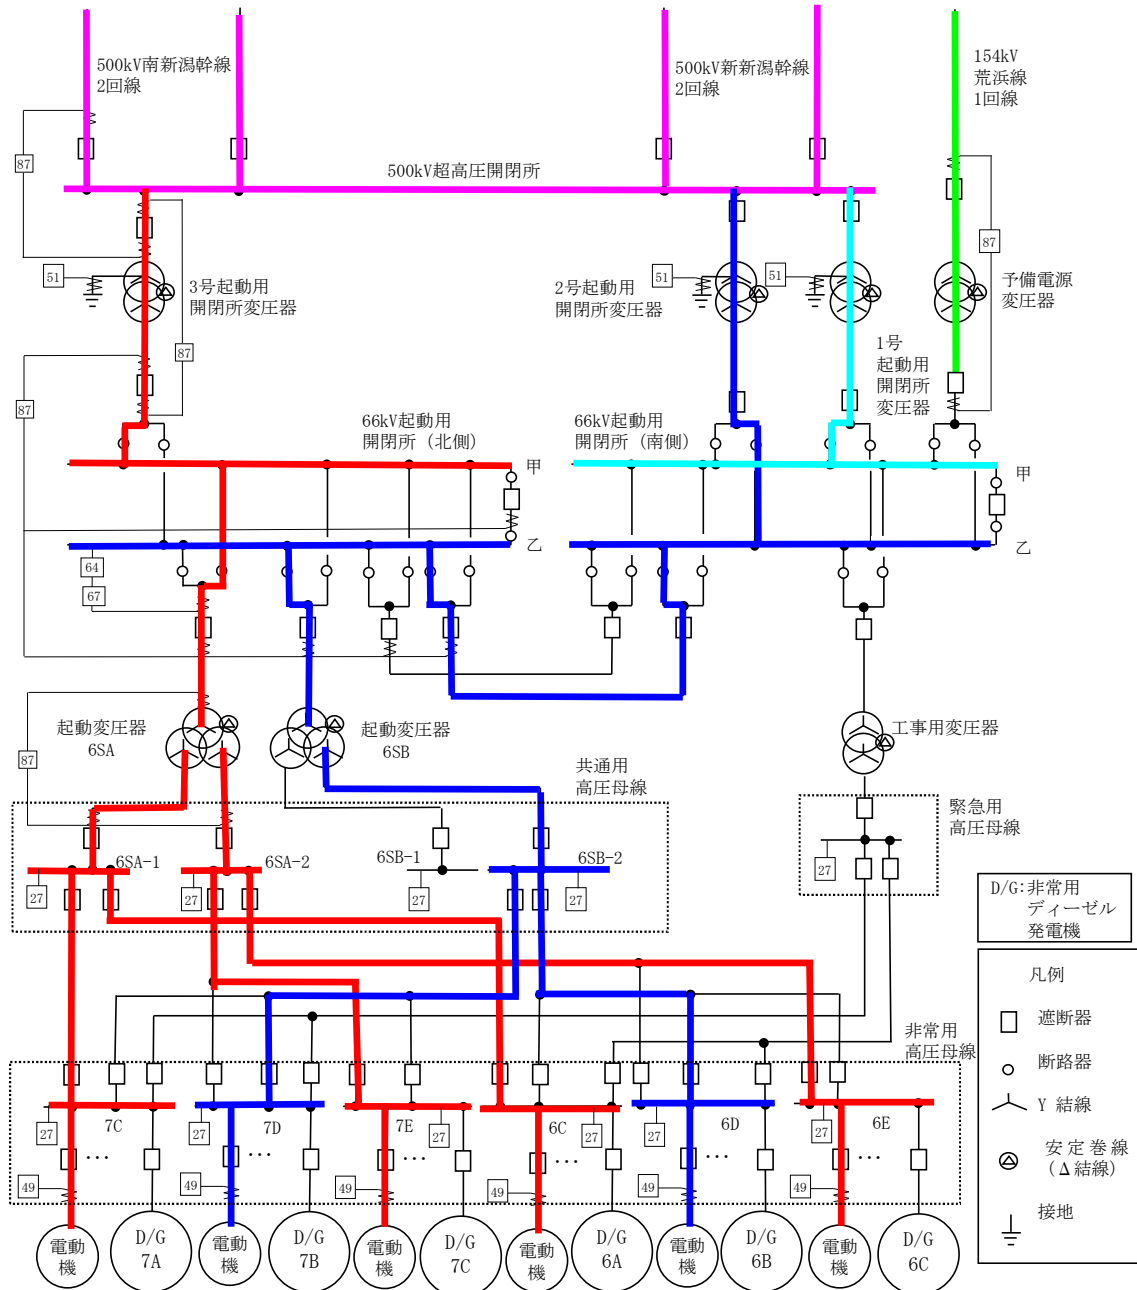 500kV南新潟幹線
2回線
500kV新新潟幹線
2回線
154kV
荒浜線
1回線
87
500kV超高圧開閉所
87
51
3号起動用
開閉所変圧器
2号起動用
開閉所変圧器
51
51
予備電源
変圧器
87
1号
起動用
開閉所
変圧器
87
66kV起動用
開閉所（北側）
66kV起動用
開閉所（南側）
甲
甲
乙
乙
64
67
起動変圧器
6SA
起動変圧器
6SB
工事用変圧器
87
共通用
高圧母線
緊急用
高圧母線
6SA-1
6SA-2
6SB-1
6SB-2
27
27
27
27
27
D/G:非常用
ディーゼル
発電機
凡例
遮断器
断路器
Y 結線
安定巻線
（Δ結線）
接地
非常用
高圧母線
7C
7D
7E
6C
6D
6E
27
27
27
27
27
27
…
…
…
…
…
…
49
49
49
49
49
49
電動
機
D/G
7A
電動
機
D/G
7B
電動
機
D/G
7C
電動
機
D/G
6A
電動
機
D/G
6B
電動
機
D/G
6C